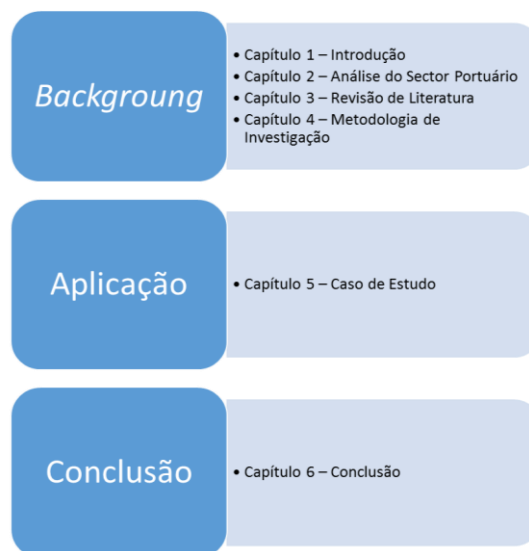 Backgroung
• Capítulo 1 – Introdução
• Capítulo 2 – Análise do Sector Portuário
• Capítulo 3 – Revisão de Literatura
• Capítulo 4 – Metodologia de
Investigação
Aplicação
• Capítulo 5 – Caso de Estudo
Conclusão
• Capítulo 6 – Conclusão